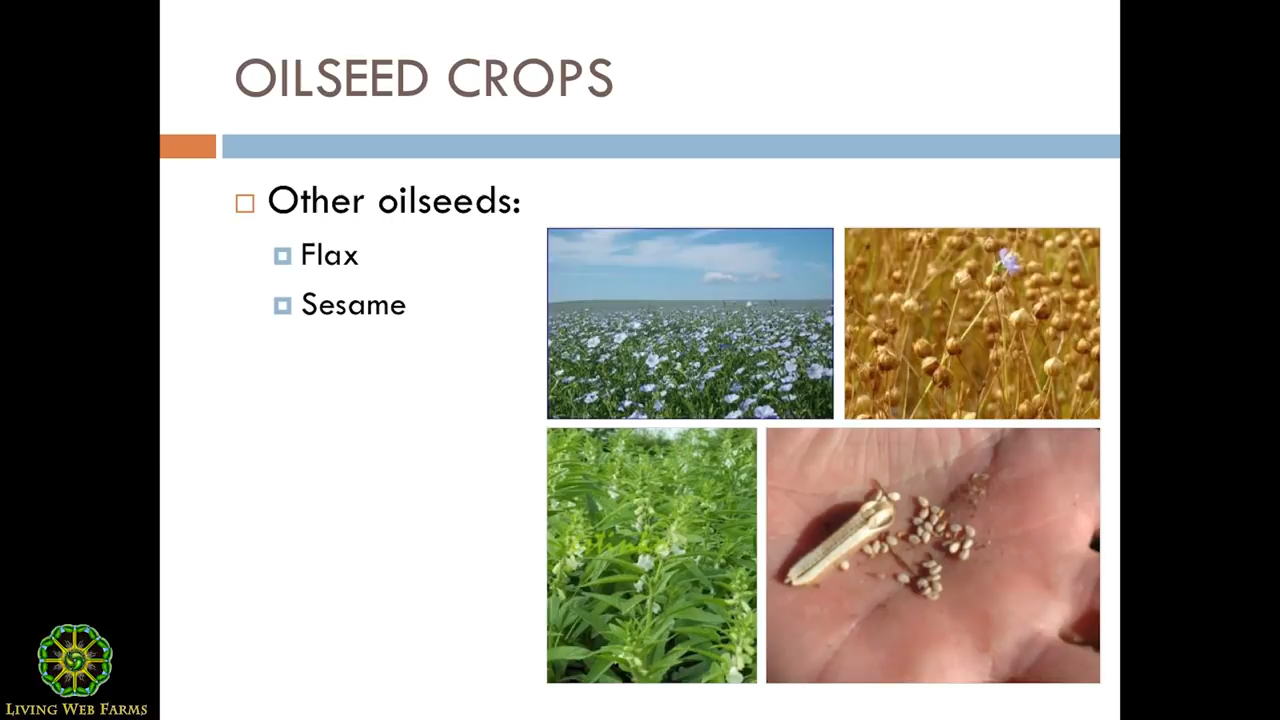 OILSEED CROPS
Other oilseeds:
Flax
Sesame
LIVING WEB FARMS